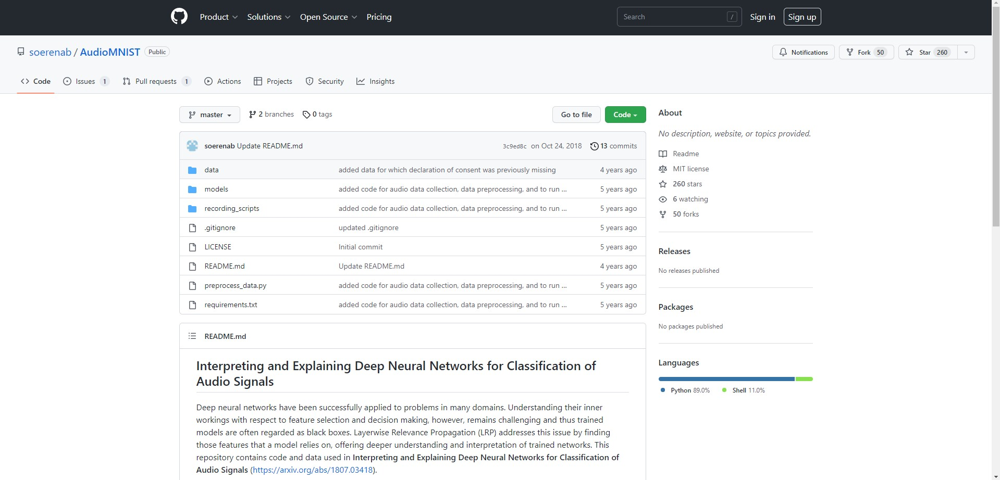 Product Solutions Open Source Pricing Search / Sign in Sign up
soerenab / AudioMNIST Public Notifications Fork 50 Star 260
Code Issues 1 Pull requests 1 Actions Projects Security Insights
master 2 branches 0 tags Go to file Code
soerenab Update README.md 3c9ed8c on Oct 24, 2018 13 commits
data added data for which declaration of consent was previously missing 4 years ago
models added code for audio data collection, data preprocessing, and to run ... 5 years ago
recording_scripts added code for audio data collection, data preprocessing, and to run ... 5 years ago
.gitignore updated .gitignore 5 years ago
LICENSE Initial commit 5 years ago
README.md Update README.md 4 years ago
preprocess_data.py added code for audio data collection, data preprocessing, and to run ... 5 years ago
requirements.txt added code for audio data collection, data preprocessing, and to run ... 5 years ago
README.md
Interpreting and Explaining Deep Neural Networks for Classification of
Audio Signals
Deep neural networks have been successfully applied to problems in many domains. Understanding their inner
workings with respect to feature selection and decision making, however, remains challenging and thus trained
models are often regarded as black boxes. Layerwise Relevance Propagation (LRP) addresses this issue by finding
those features that a model relies on, offering deeper understanding and interpretation of trained networks. This
repository contains code and data used in Interpreting and Explaining Deep Neural Networks for Classification of
Audio Signals (https://arxiv.org/abs/1807.03418).
About
No description, website, or topics provided.
Readme
MIT license
260 stars
6 watching
50 forks
Releases
No releases published
Packages
No packages published
Languages
Python 89.0% Shell 11.0%